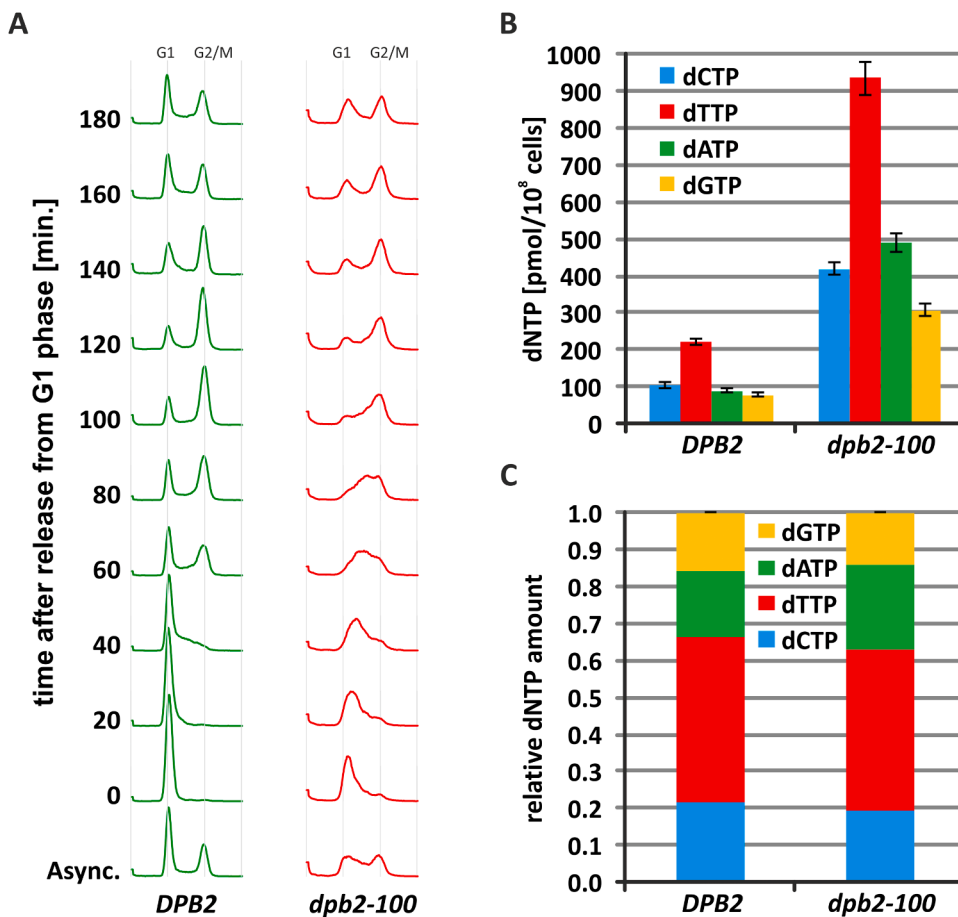 A
G1 G2/M G1 G2/M
time after release from G1 phase [min.]
180
160
140
120
100
80
60
40
20
0
Async.
DPB2 dpb2-100
B
dNTP [pmol/10⁸ cells]
1000
900
800
700
600
500
400
300
200
100
0
dCTP
dTTP
dATP
dGTP
DPB2 dpb2-100
C
relative dNTP amount
1.0
0.9
0.8
0.7
0.6
0.5
0.4
0.3
0.2
0.1
0.0
dGTP
dATP
dTTP
dCTP
DPB2 dpb2-100